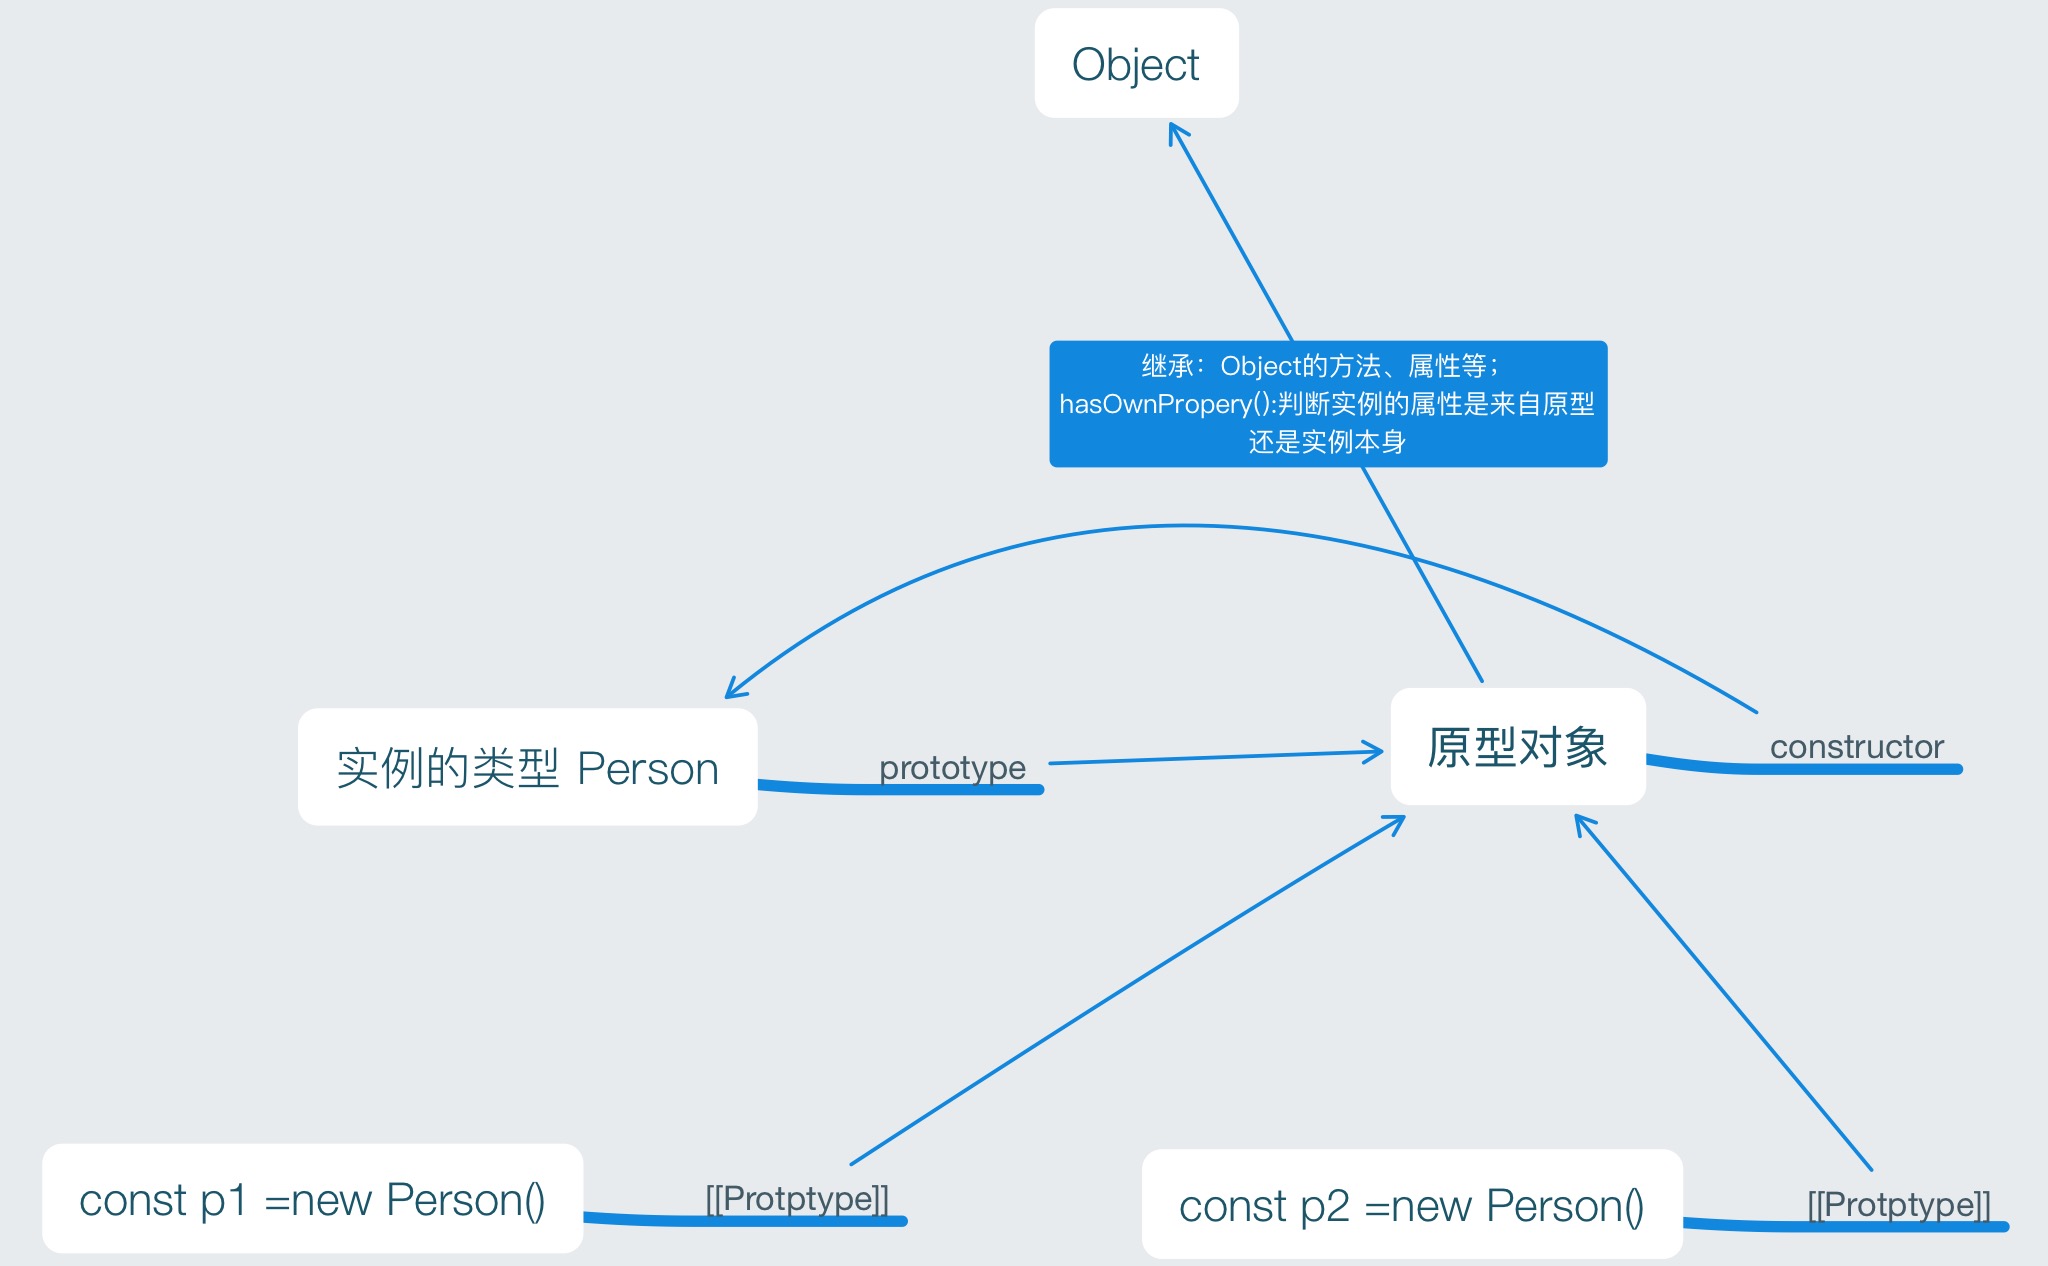 Object
继承：Object的方法、属性等；
hasOwnPropery():判断实例的属性是来自原型
还是实例本身
实例的类型 Person
prototype
原型对象
constructor
const p1 =new Person()
[[Protptype]]
const p2 =new Person()
[[Protptype]]